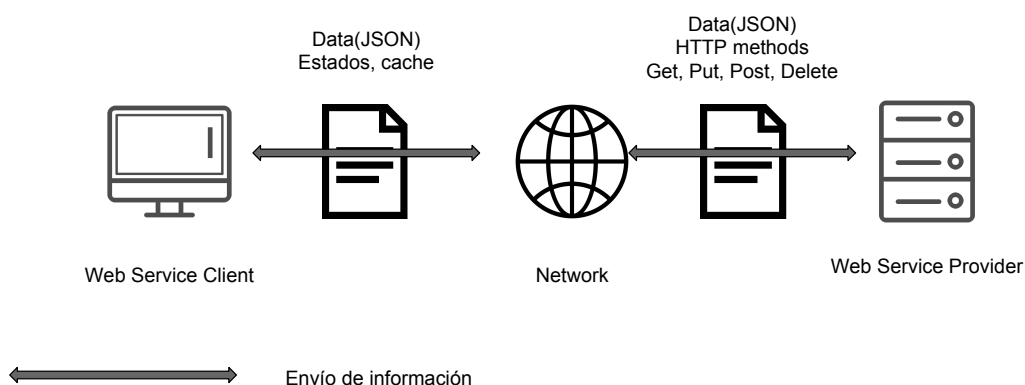 Data(JSON)
Estados, cache
Data(JSON)
HTTP methods
Get, Put, Post, Delete
Web Service Client
Network
Web Service Provider
Envío de información